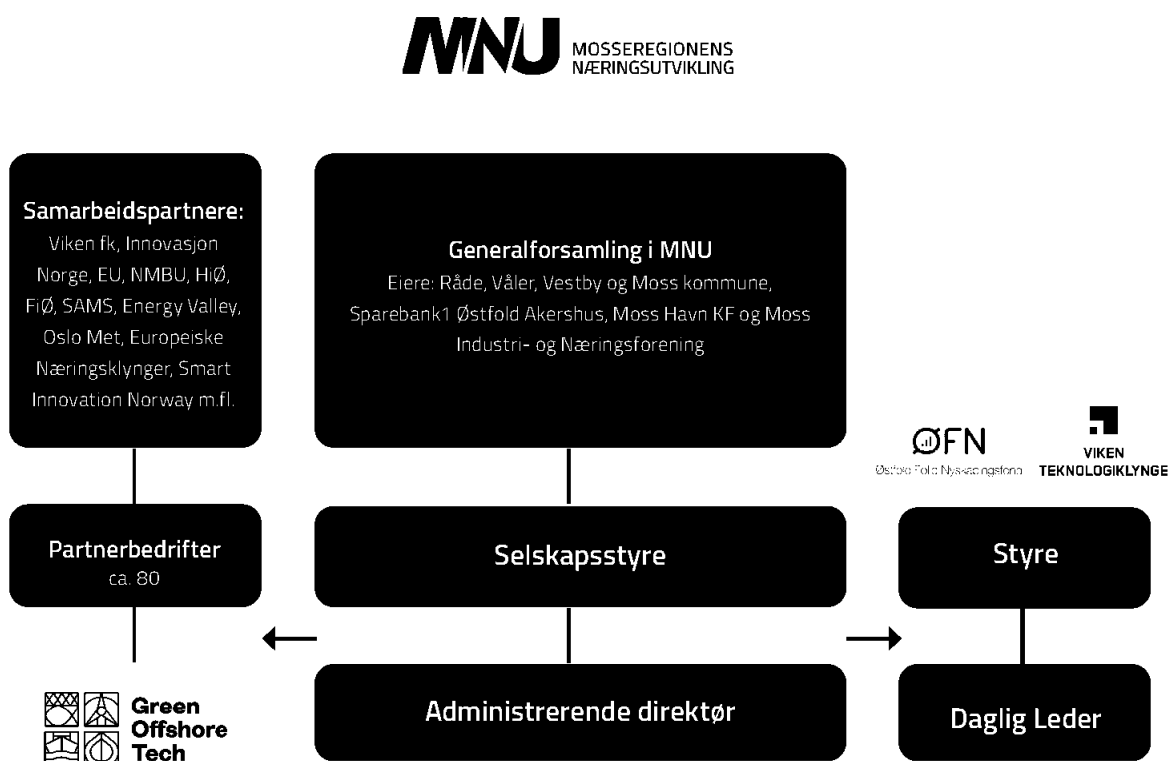 MNU MOSSEREGIONENS
NÆRINGSUTVIKLING
Samarbeidspartnere:
Viken fk, Innovasjon
Norge, EU, NMBU, HiØ,
FiØ, SAMS, Energy Valley,
Oslo Met, Europeiske
Næringsklynger, Smart
Innovation Norway m.fl.
Generalforsamling i MNU
Eiere: Råde, Våler, Vestby og Moss kommune,
Sparebank1 Østfold Akershus, Moss Havn KF og Moss
Industri- og Næringsforening
ØFN
Østfold
VIKEN
TEKNOLOGIKLYNGE
Partnerbedrifter
ca. 80
Selskapsstyre
Styre
Green
Offshore
Tech
Administrerende direktør
Daglig Leder